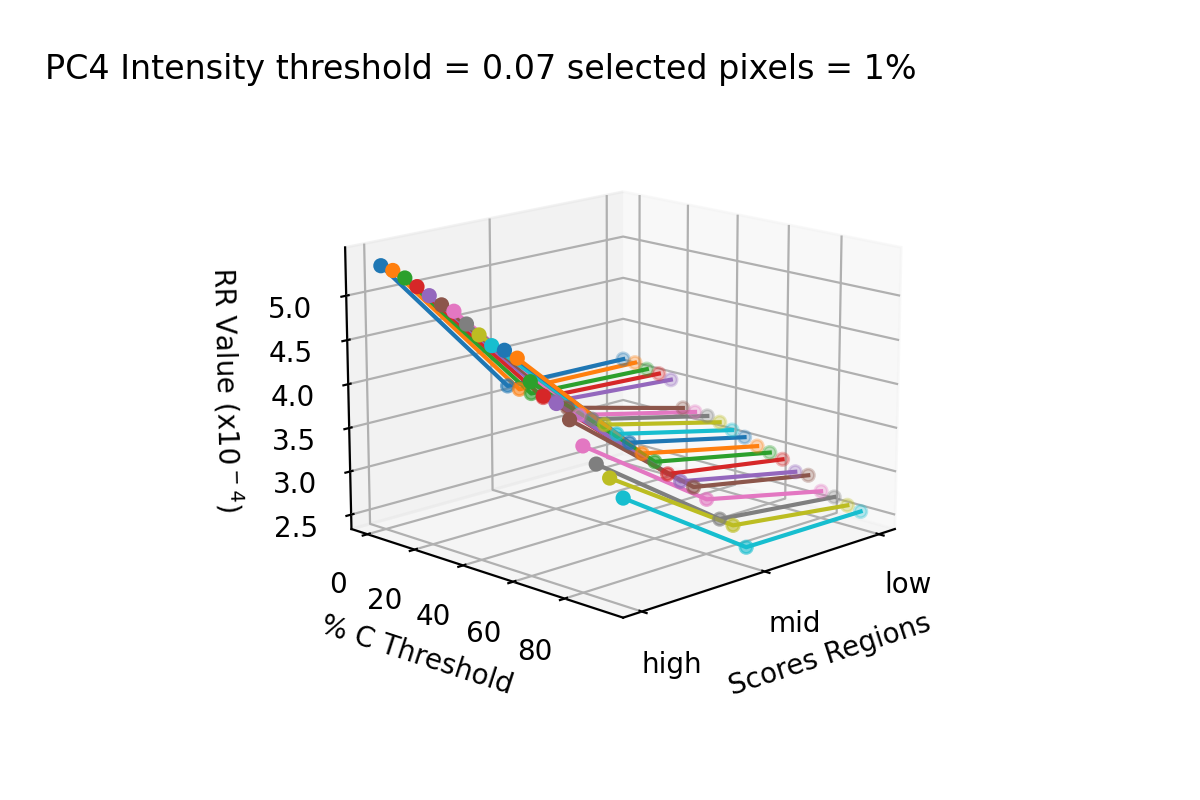 PC4 Intensity threshold = 0.07 selected pixels = 1%
RR Value (x10⁻⁴)
5.0
4.5
4.0
3.5
3.0
2.5
0
20
40
60
80
% C Threshold
high
mid
low
Scores Regions